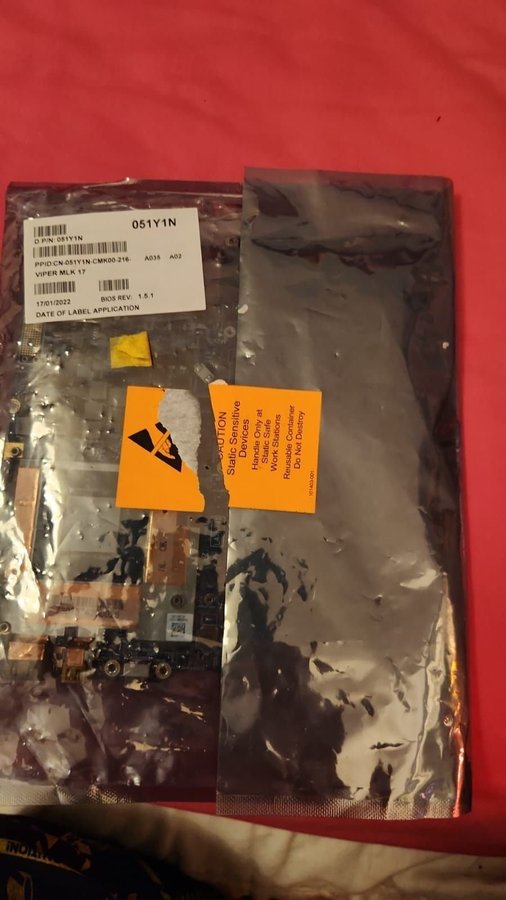 051Y1N
D P/N: 051Y1N
PPID:CN-051Y1N-CMK00-216- A035 A02
VIPER MLK 17
17/01/2022 BIOS REV: 1.5.1
DATE OF LABEL APPLICATION
CAUTION
Static Sensitive
Devices
Handle Only at
Static Safe
Work Stations
Reusable Container
Do Not Destroy